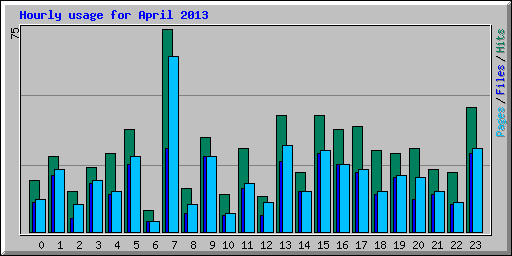 Hourly usage for April 2013
75
Pages / Files / Hits
0 1 2 3 4 5 6 7 8 9 10 11 12 13 14 15 16 17 18 19 20 21 22 23